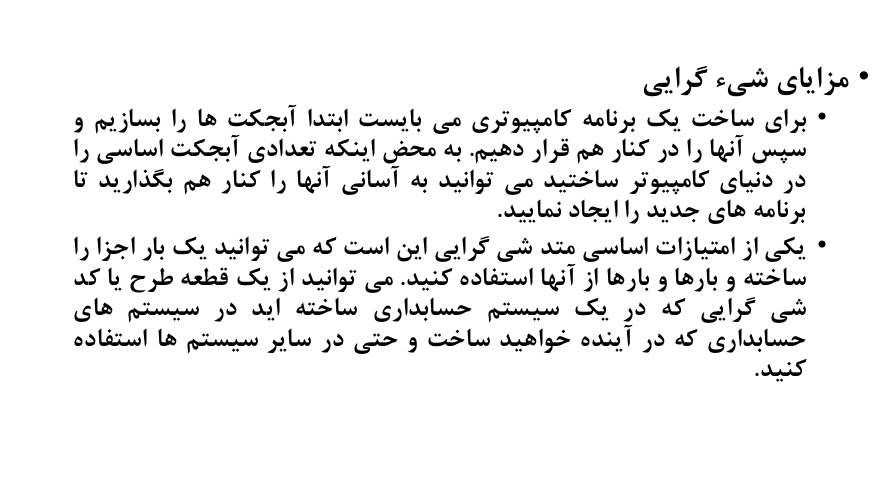 • مزایای شیء گرایی
• برای ساخت یک برنامه کامپیوتری می بایست ابتدا آبجکت ها را بسازیم و
سپس آنها را در کنار هم قرار دهیم. به محض اینکه تعدادی آبجکت اساسی را
در دنیای کامپیوتر ساختید می توانید به آسانی آنها را کنار هم بگذارید تا
برنامه های جدید را ایجاد نمایید.
• یکی از امتیازات اساسی متد شی گرایی این است که می توانید یک بار اجزا را
ساخته و بارها و بارها از آنها استفاده کنید. می توانید از یک قطعه طرح یا کد
شی گرایی که در یک سیستم حسابداری ساخته اید در سیستم های
حسابداری که در آینده خواهید ساخت و حتی در سایر سیستم ها استفاده
کنید.